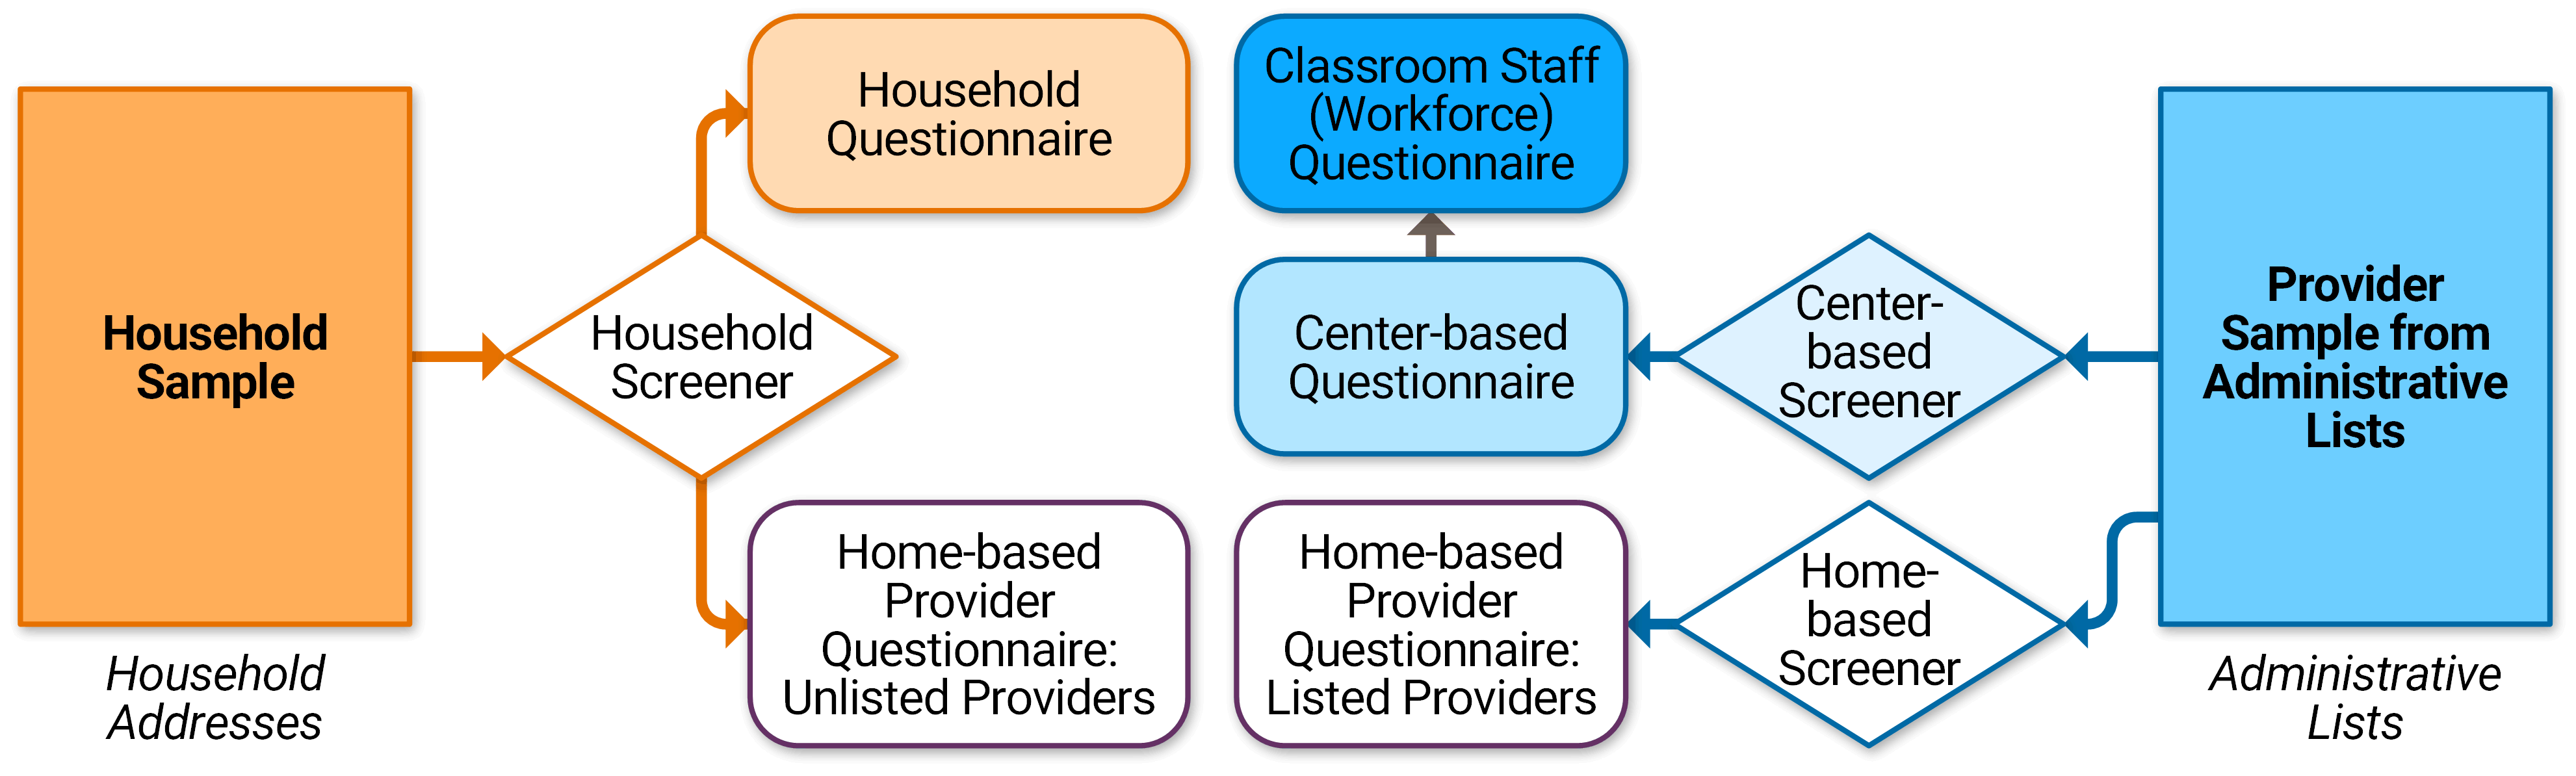 Household
Sample
Household
Addresses
Household
Screener
Household
Questionnaire
Home-based
Provider
Questionnaire:
Unlisted Providers
Classroom Staff
(Workforce)
Questionnaire
Center-based
Questionnaire
Home-based
Provider
Questionnaire:
Listed Providers
Center-
based
Screener
Home-
based
Screener
Provider
Sample from
Administrative
Lists
Administrative
Lists